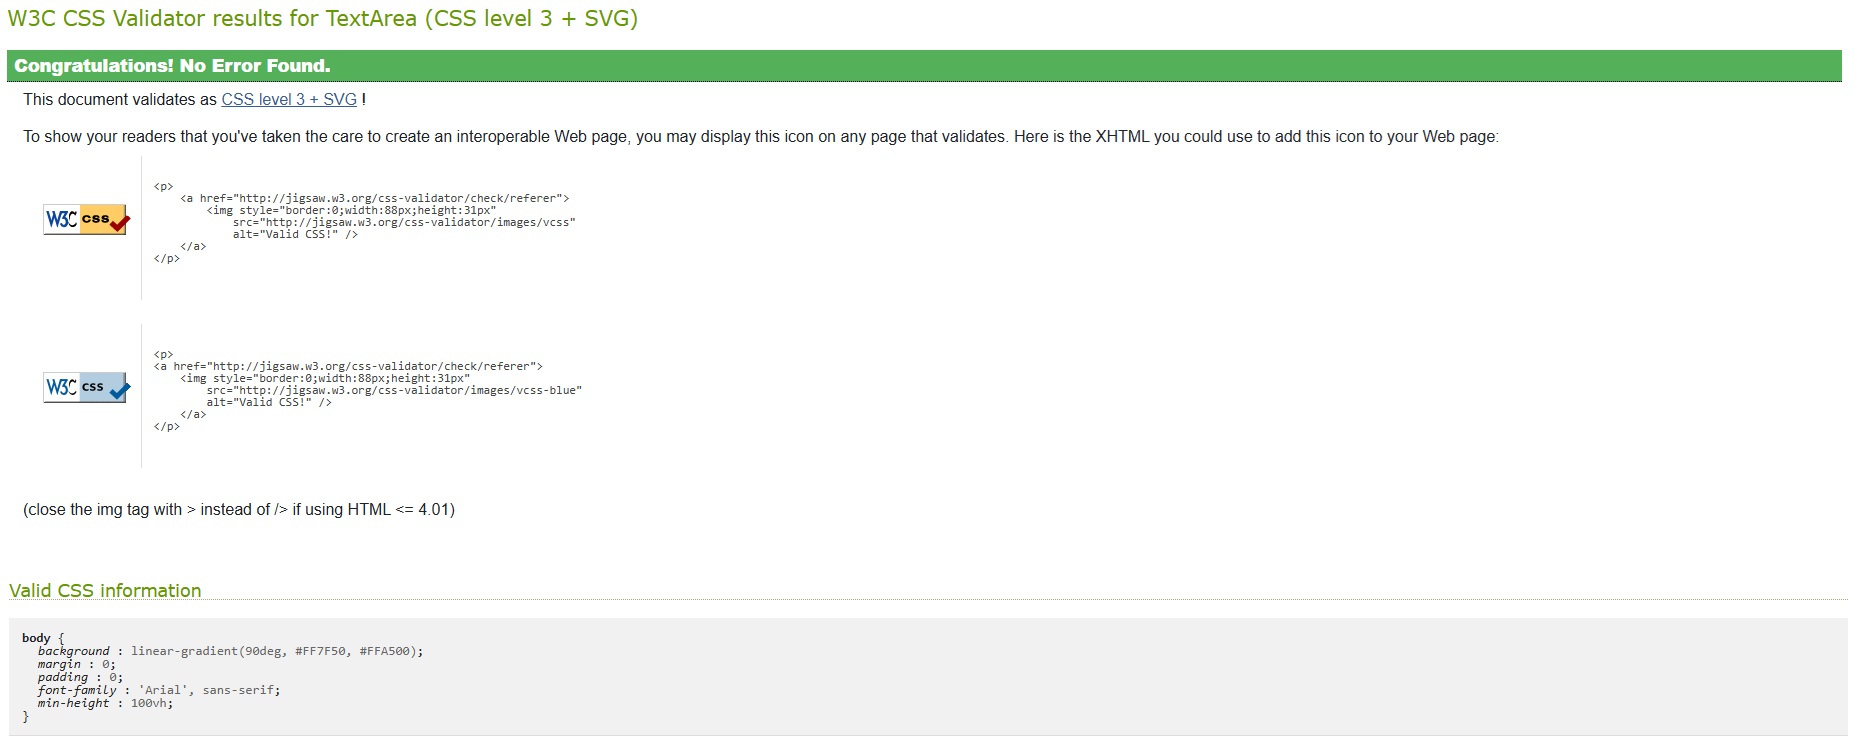 W3C CSS Validator results for TextArea (CSS level 3 + SVG)
Congratulations! No Error Found.
This document validates as CSS level 3 + SVG !
To show your readers that you've taken the care to create an interoperable Web page, you may display this icon on any page that validates. Here is the XHTML you could use to add this icon to your Web page:
W3C css
<p>
    <a href="http://jigsaw.w3.org/css-validator/check/referer">
        <img style="border:0;width:88px;height:31px"
            src="http://jigsaw.w3.org/css-validator/images/vcss"
            alt="Valid CSS!" />
    </a>
</p>
W3C css
<p>
<a href="http://jigsaw.w3.org/css-validator/check/referer">
    <img style="border:0;width:88px;height:31px"
        src="http://jigsaw.w3.org/css-validator/images/vcss-blue"
        alt="Valid CSS!" />
    </a>
</p>
(close the img tag with > instead of /> if using HTML <= 4.01)
Valid CSS information
body {
  background : linear-gradient(90deg, #FF7F50, #FFA500);
  margin : 0;
  padding : 0;
  font-family : 'Arial', sans-serif;
  min-height : 100vh;
}